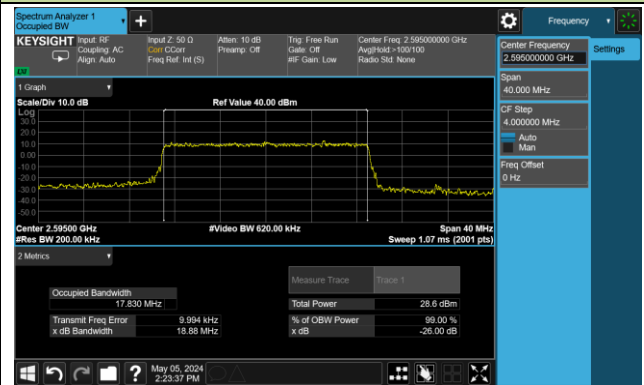 Spectrum Analyzer 1
Occupied BW
Frequency
KEYSIGHT
Input: RF
Coupling: AC
Align: Auto
Input Z: 50 Ω
Corr CCorr
Freq Ref: Int (S)
Atten: 10 dB
Preamp: Off
Trig: Free Run
Gate: Off
#IF Gain: Low
Center Freq: 2.595000000 GHz
Avg|Hold:>100/100
Radio Std: None
Center Frequency
2.595000000 GHz
Settings
Span
40.000 MHz
CF Step
4.000000 MHz
Auto
Man
Freq Offset
0 Hz
1 Graph
Scale/Div 10.0 dB
Ref Value 40.00 dBm
Log
30.0
20.0
10.0
0.00
-10.0
-20.0
-30.0
-40.0
-50.0
Center 2.59500 GHz
#Video BW 620.00 kHz
Span 40 MHz
#Res BW 200.00 kHz
Sweep 1.07 ms (2001 pts)
2 Metrics
Measure Trace
Trace 1
Occupied Bandwidth
17.830 MHz
Total Power
28.6 dBm
Transmit Freq Error
9.994 kHz
% of OBW Power
99.00 %
x dB Bandwidth
18.88 MHz
x dB
-26.00 dB
?
May 05, 2024
2:23:37 PM